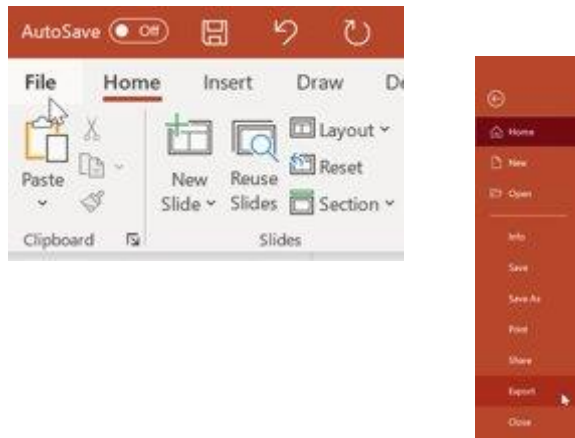 AutoSave Off
File Home Insert Draw De
Paste
New Slide
Reuse Slides
Layout
Reset
Section
Clipboard
Slides
Home
New
Open
Info
Save
Save As
Print
Share
Export
Close